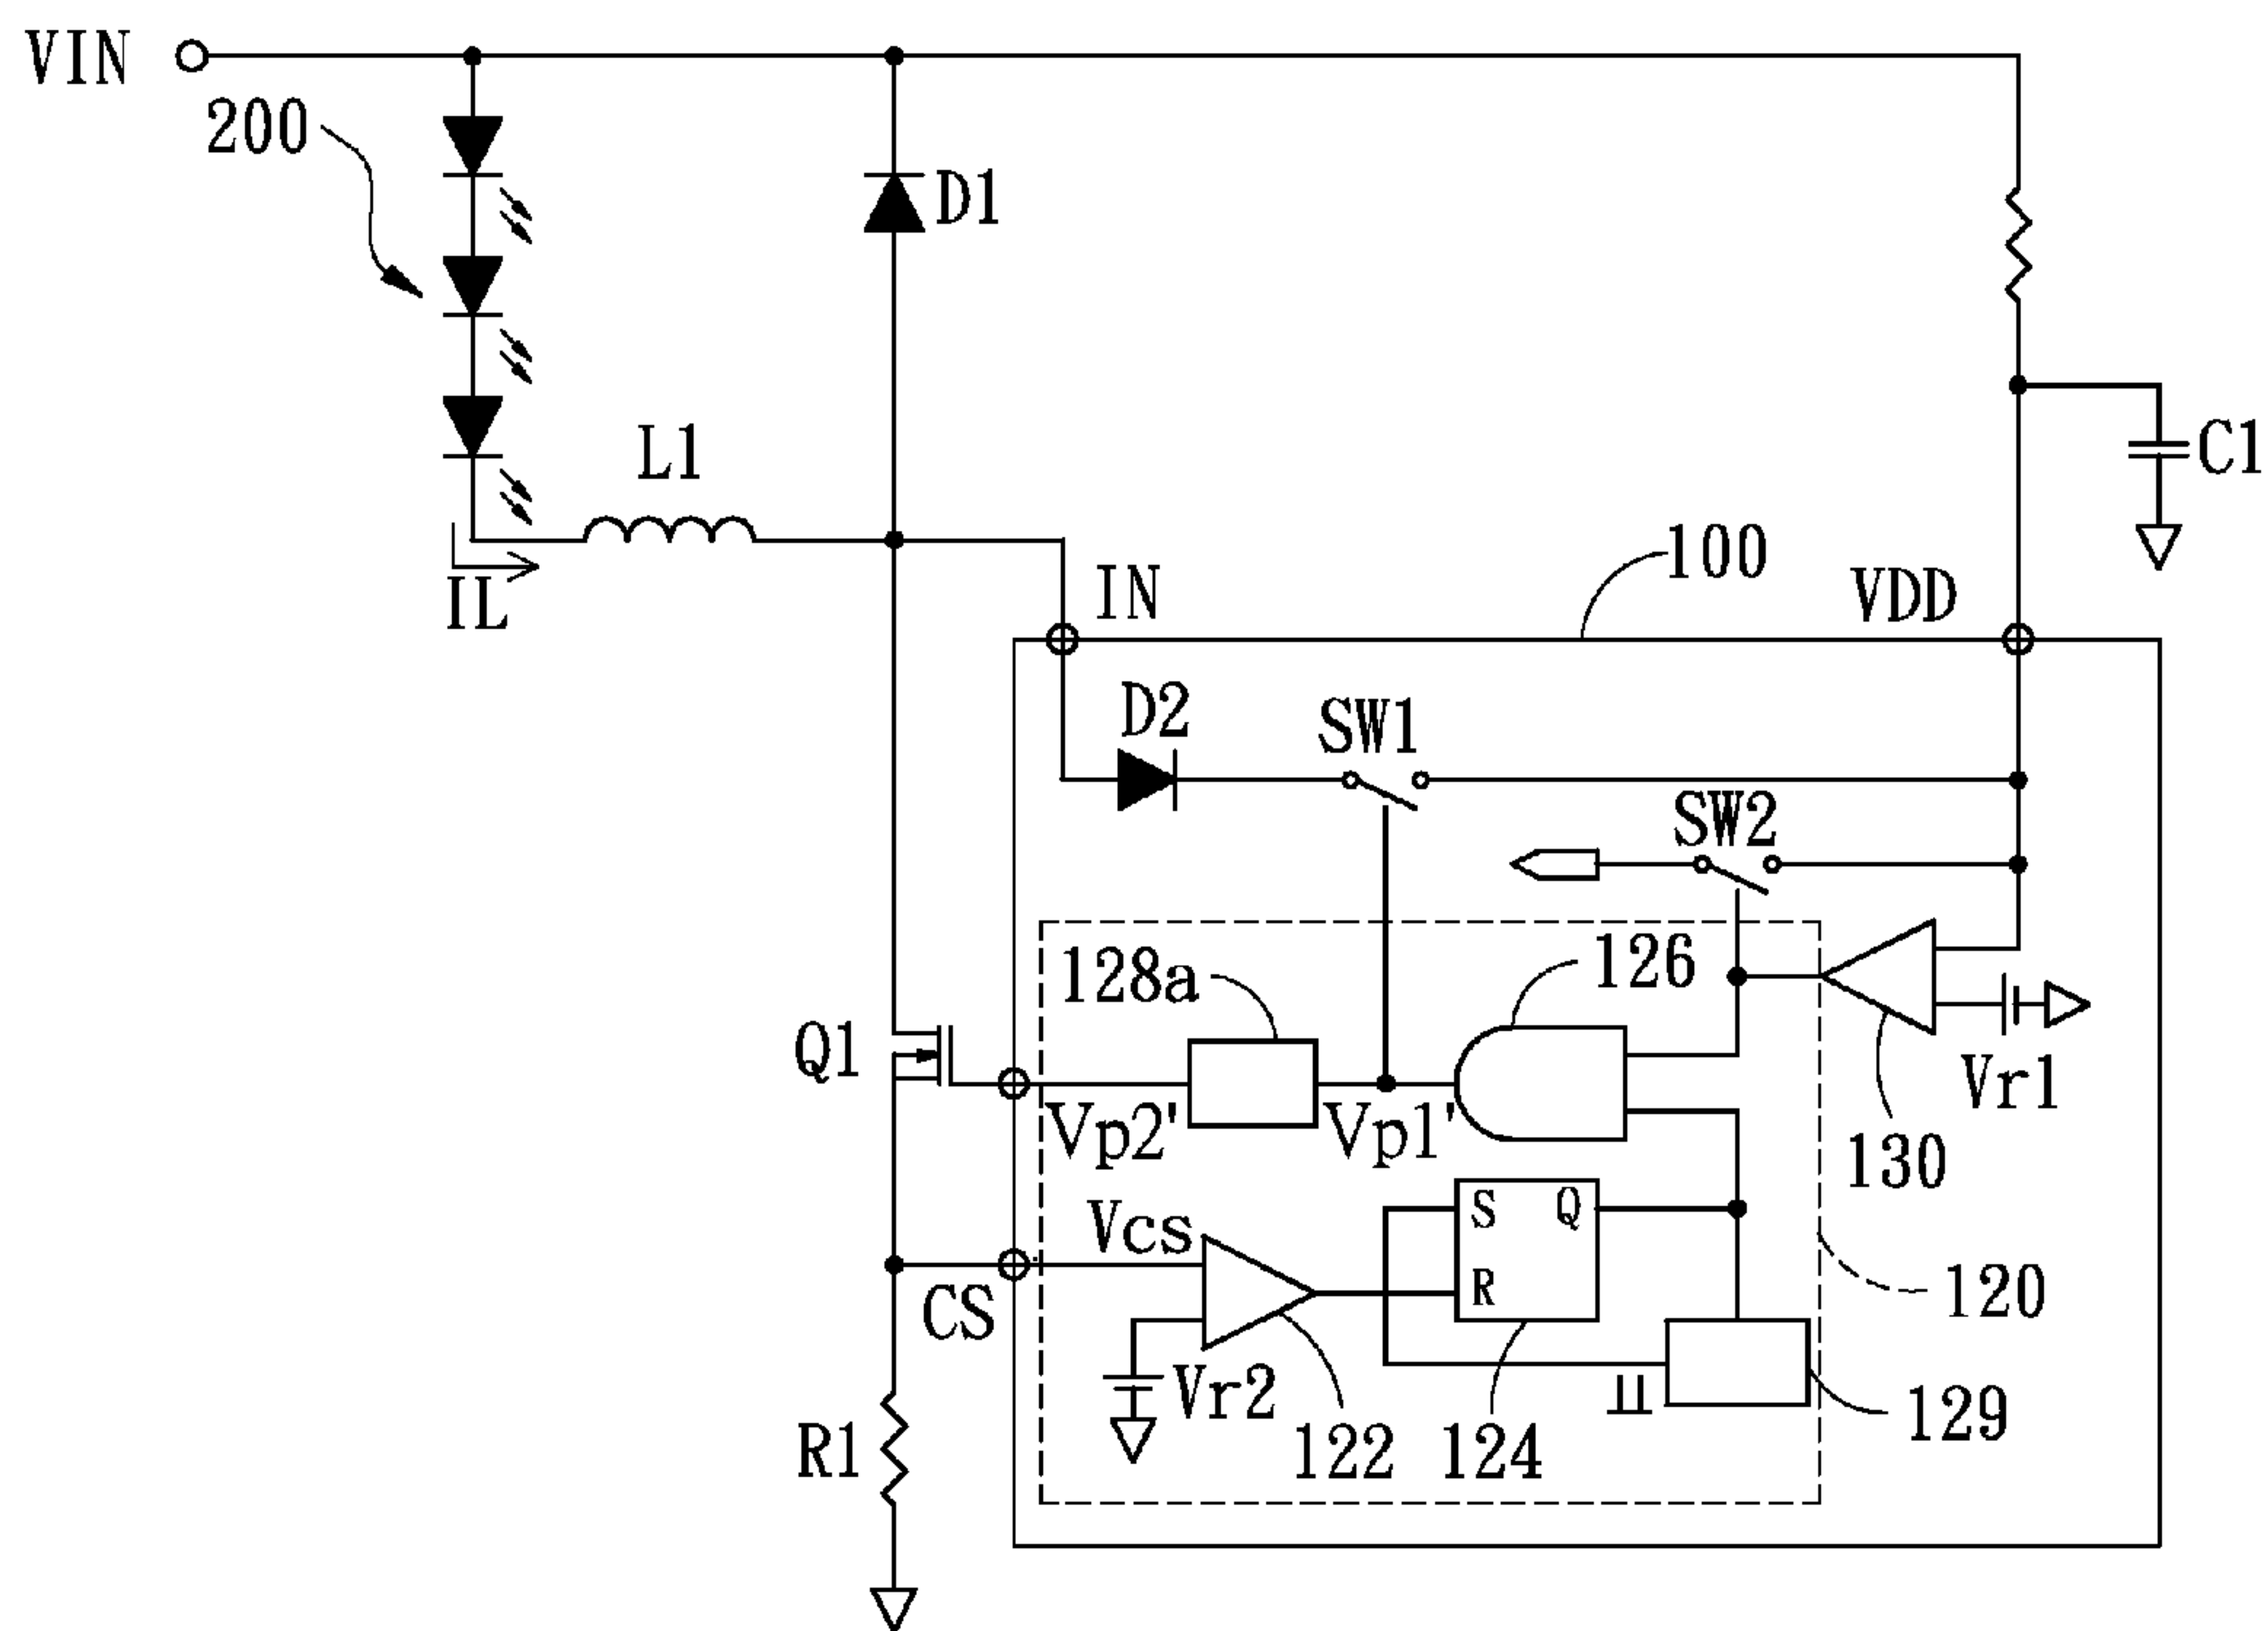 VIN
200
D1
L1
C1
IL
IN
100
VDD
D2
SW1
SW2
128a
126
Q1
Vp2'
Vp1'
Vr1
130
Vcs
S Q
R
CS
120
Vr2
122
124
129
R1